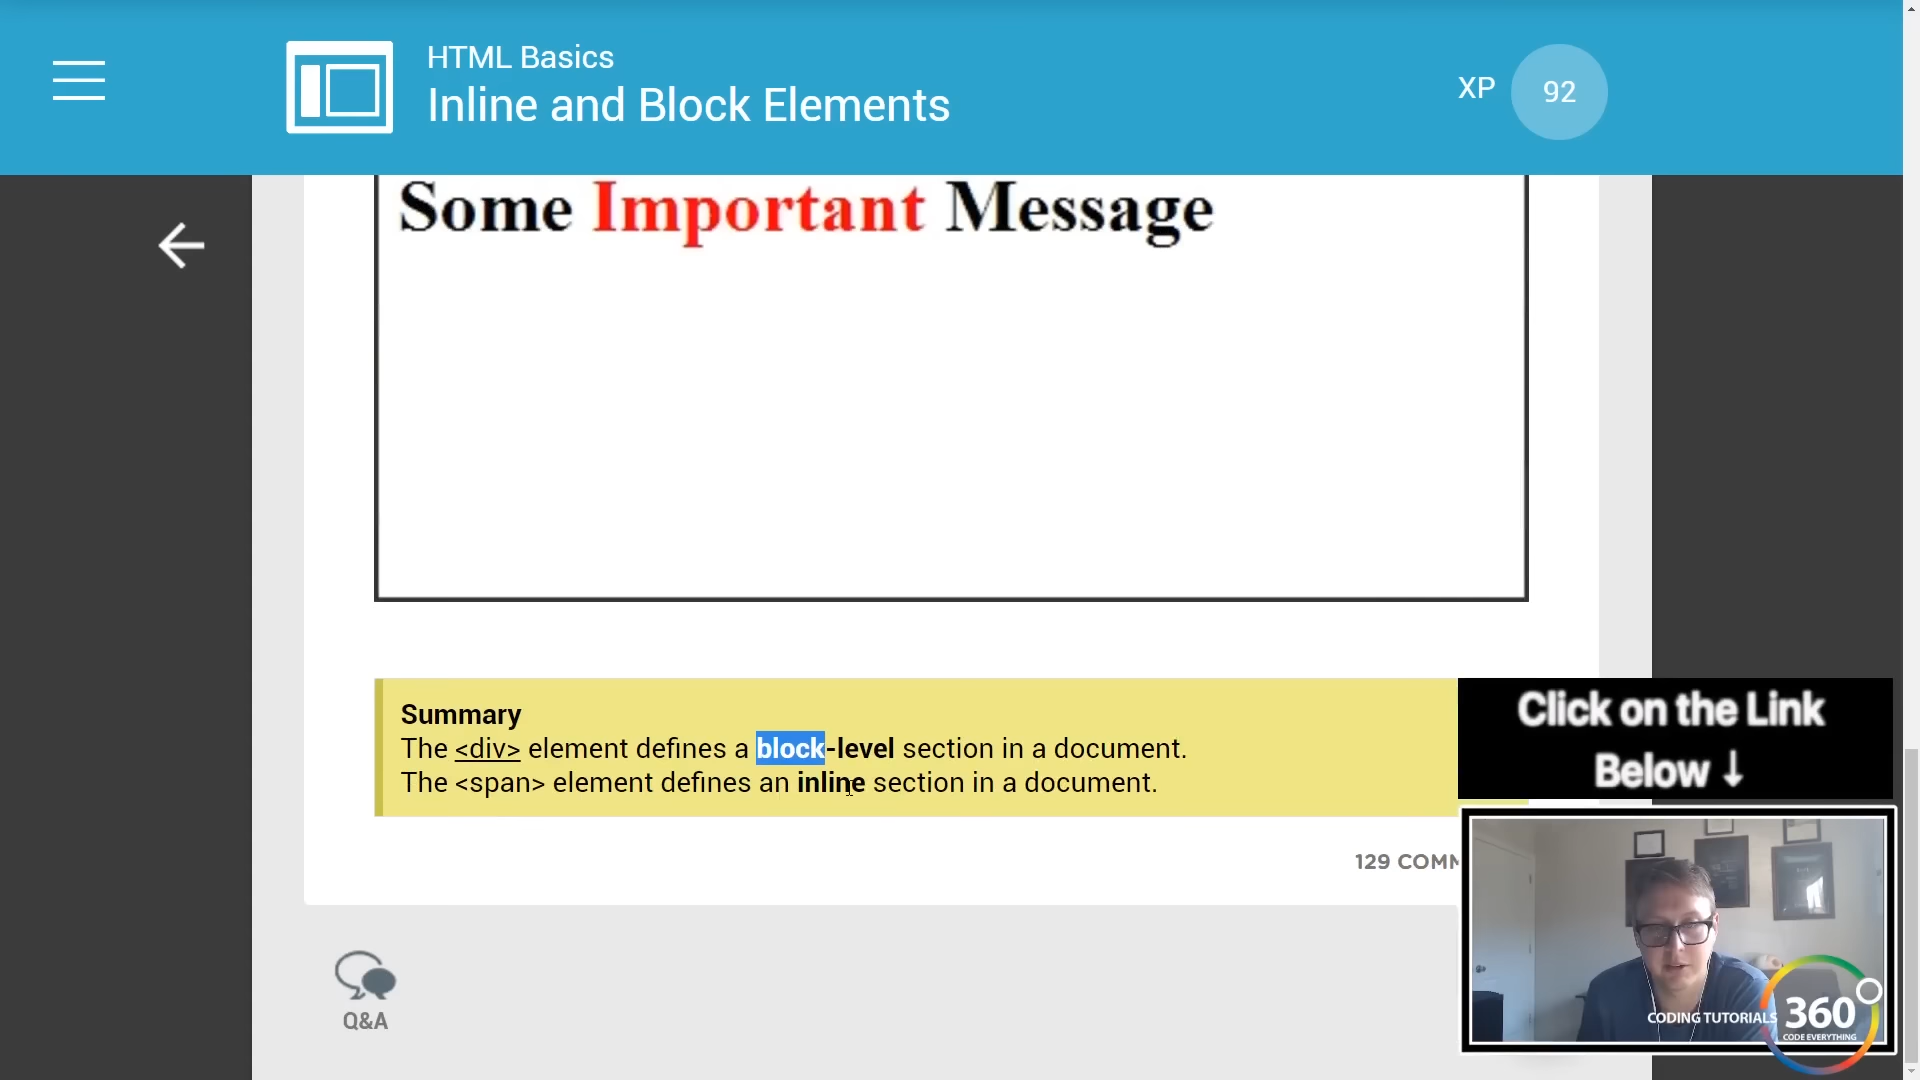 HTML Basics
Inline and Block Elements
XP 92
Some Important Message
Summary
The <div> element defines a block-level section in a document.
The <span> element defines an inline section in a document.
Click on the Link
Below ↓
129 COMM
Q&A
CODING TUTORIALS 360
CODE EVERYTHING